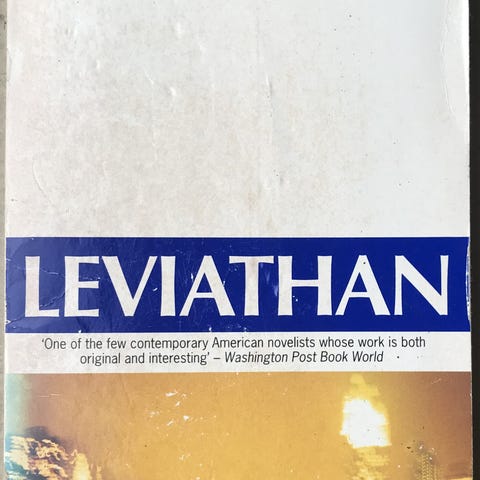 LEVIATHAN
‘One of the few contemporary American novelists whose work is both
original and interesting’ – Washington Post Book World